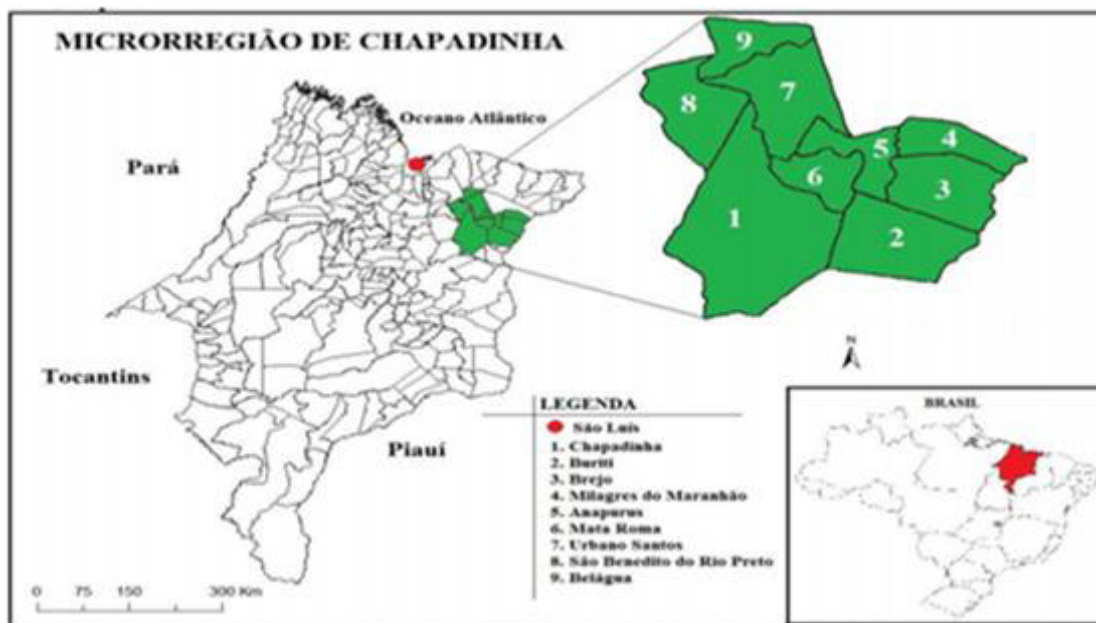 MICRORREGIÃO DE CHAPADINHA
Oceano Atlântico
Pará
Tocantins
Piauí
9
8
7
4
5
6
3
1
2
N
LEGENDA
São Luís
1. Chapadinha
2. Buriti
3. Brejo
4. Milagres do Maranhão
5. Anapurus
6. Mata Roma
7. Urbano Santos
8. São Benedito do Rio Preto
9. Belágua
BRASIL
0 75 150 300 Km